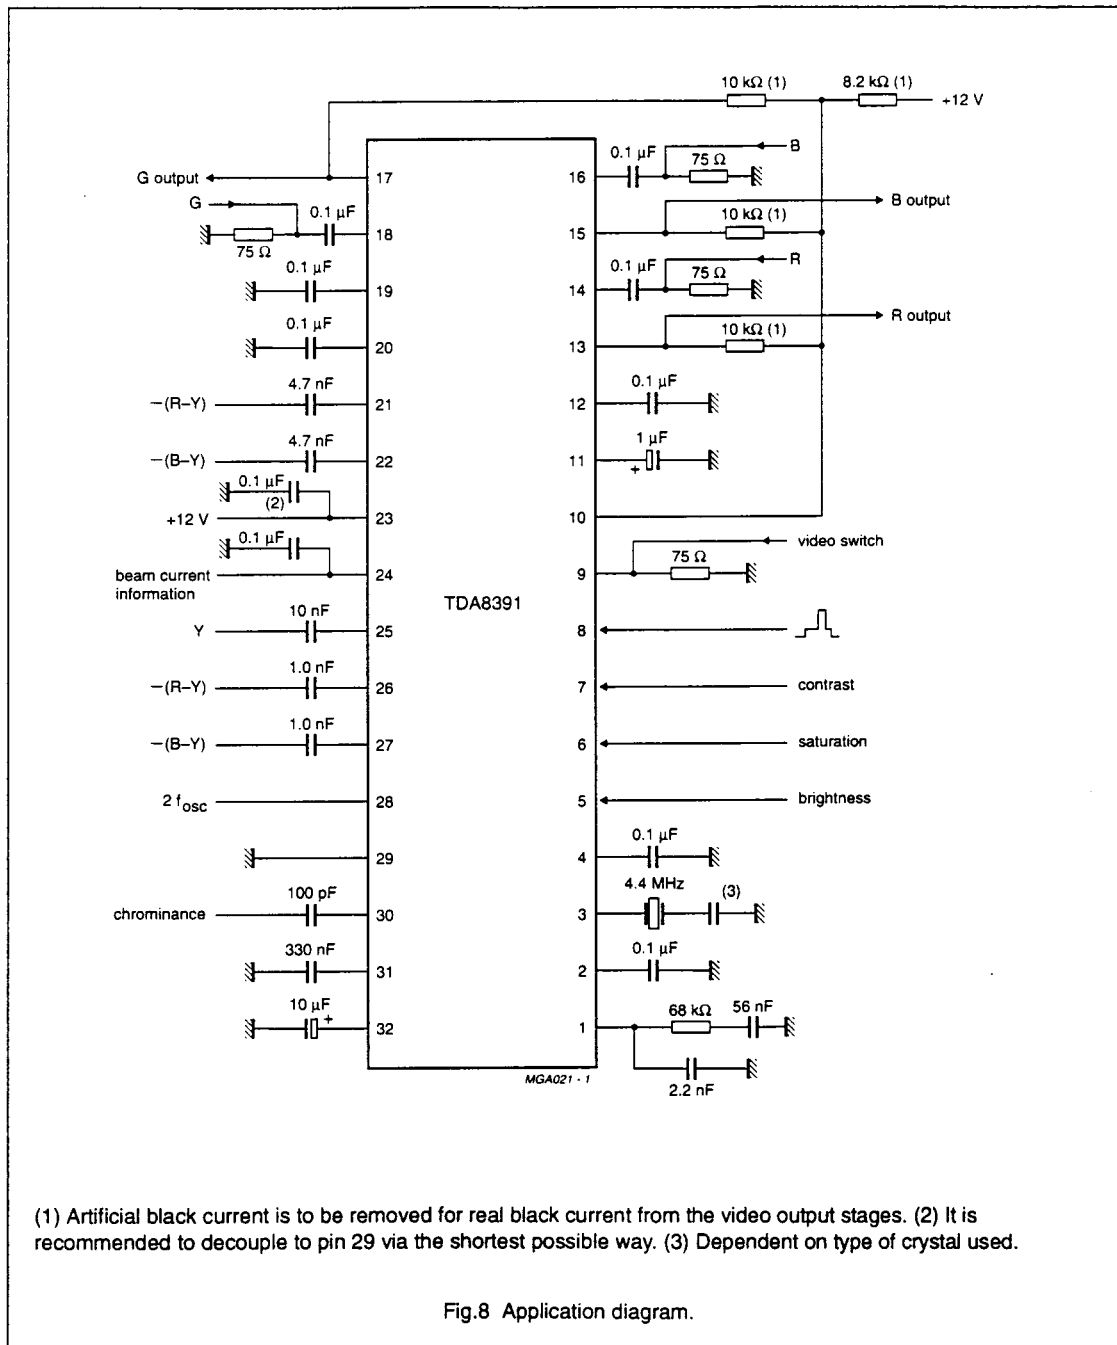 10 kΩ (1) 8.2 kΩ (1)
+12 V
G output 17
G 0.1 µF 18
75 Ω
0.1 µF 19
0.1 µF 20
–(R–Y) 4.7 nF 21
–(B–Y) 4.7 nF 22
0.1 µF
(2)
+12 V 23
0.1 µF
beam current
information 24
Y 10 nF 25
–(R–Y) 1.0 nF 26
–(B–Y) 1.0 nF 27
2 fosc 28
29
chrominance 100 pF 30
330 nF 31
10 µF + 32
TDA8391
16 0.1 µF 75 Ω B
15 10 kΩ (1) B output
14 0.1 µF 75 Ω R
13 10 kΩ (1) R output
12 0.1 µF
11 1 µF +
10
9 75 Ω video switch
8
7 contrast
6 saturation
5 brightness
4 0.1 µF
3 4.4 MHz (3)
2 0.1 µF
1 68 kΩ 56 nF
2.2 nF
MGA021 - 1
(1) Artificial black current is to be removed for real black current from the video output stages. (2) It is
recommended to decouple to pin 29 via the shortest possible way. (3) Dependent on type of crystal used.
Fig.8 Application diagram.